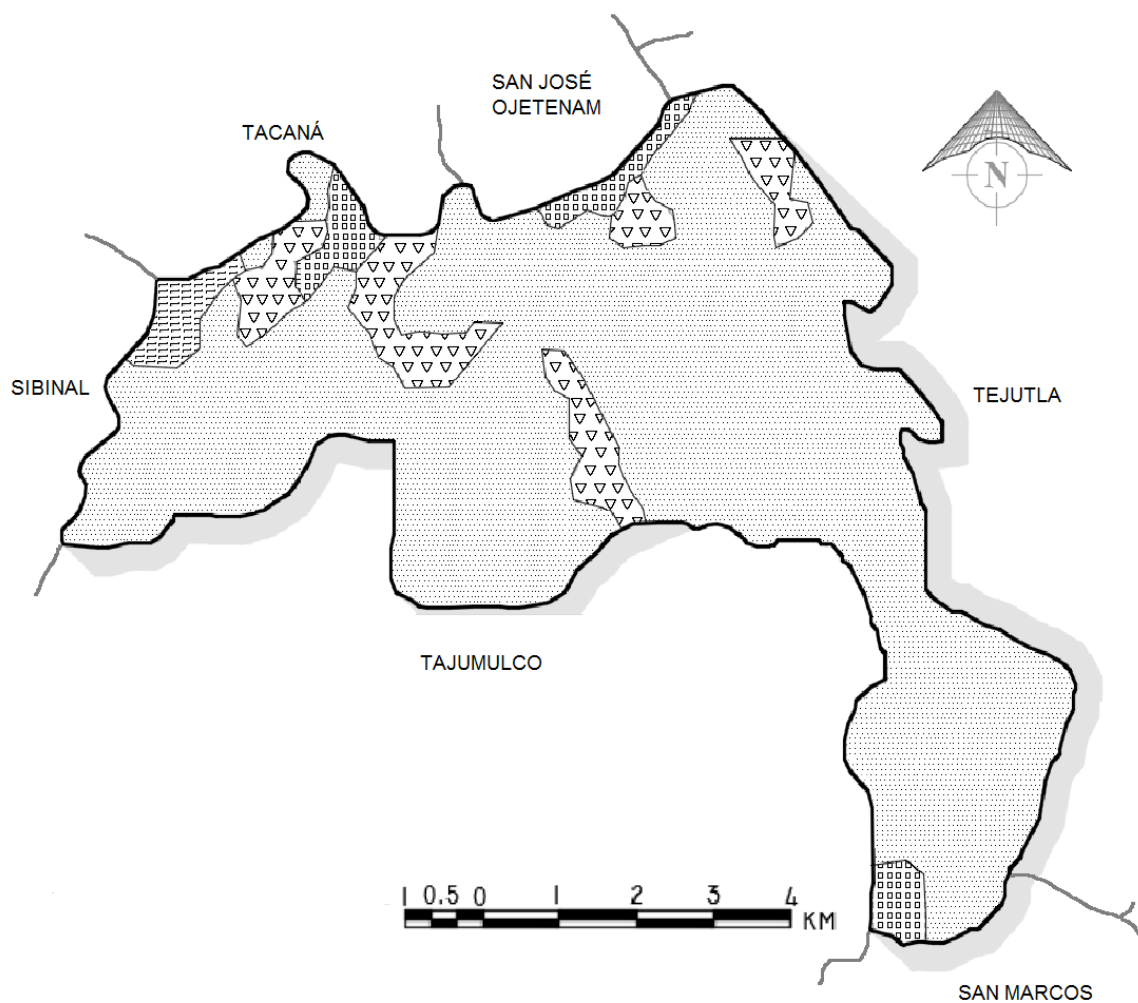 SAN JOSÉ
OJETENAM
TACANÁ
N
SIBINAL
TEJUTLA
TAJUMULCO
1 0.5 0 1 2 3 4
KM
SAN MARCOS